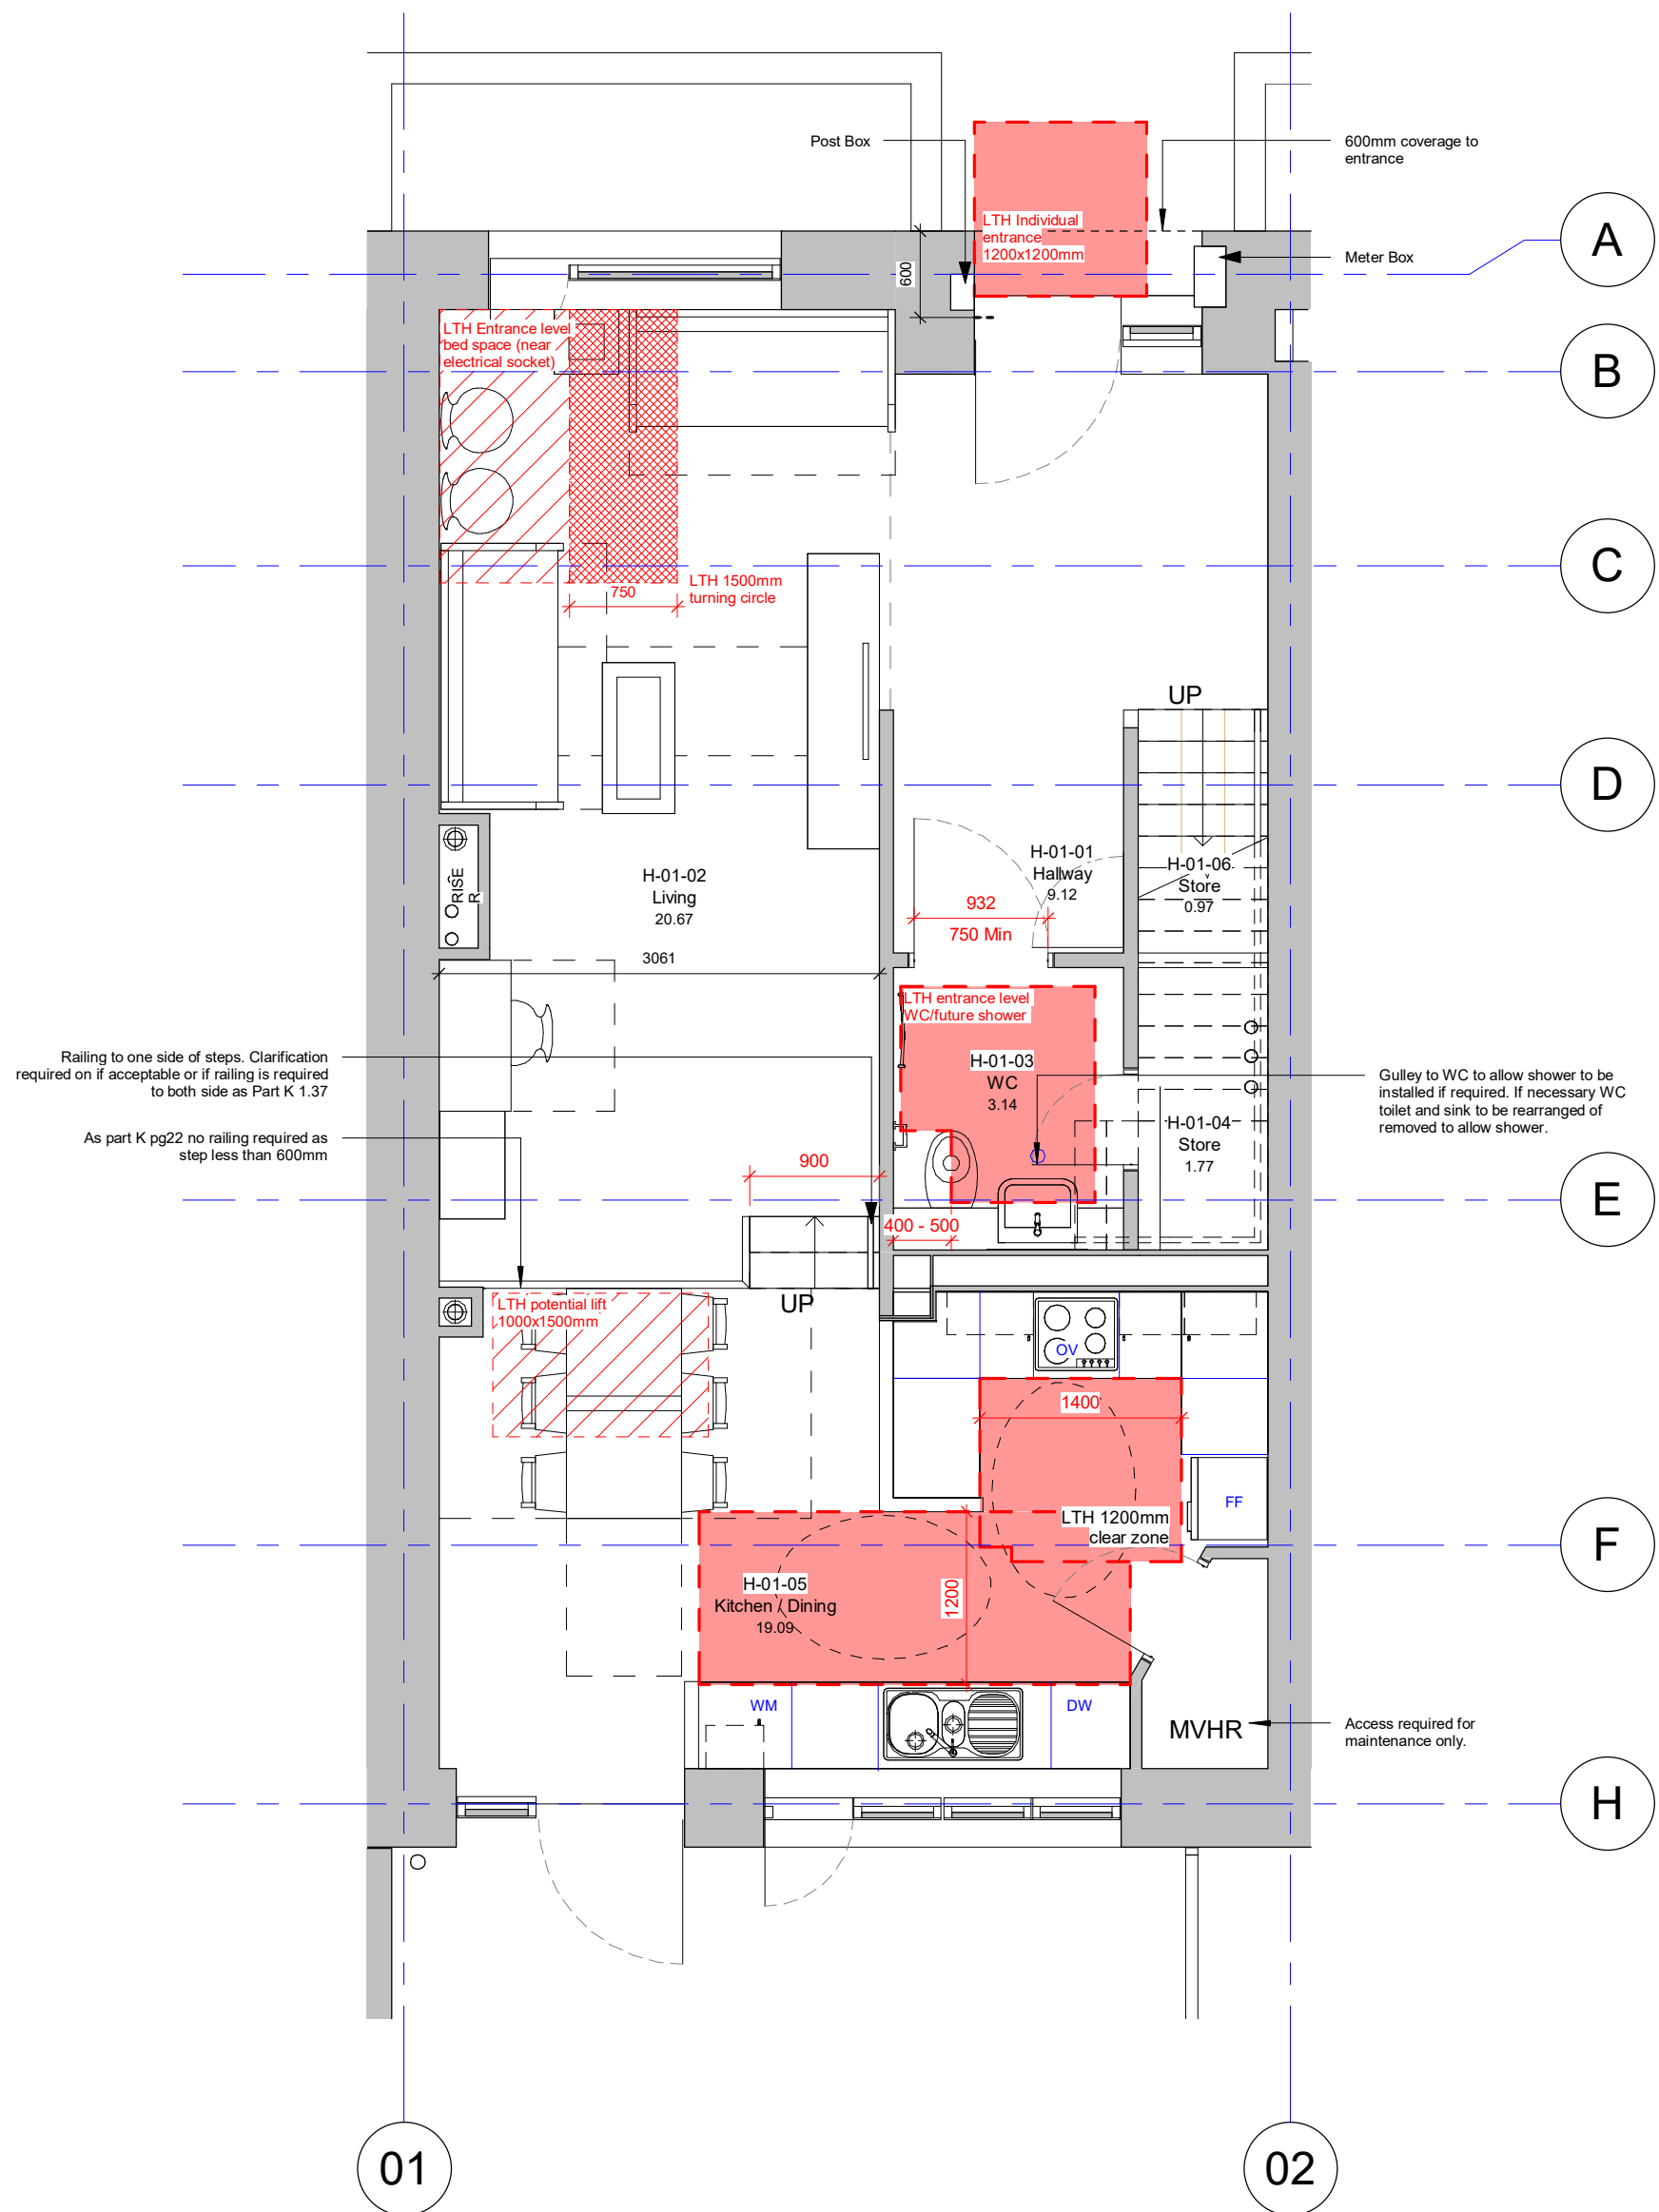 Post Box
600mm coverage to
entrance
A
LTH Individual
entrance
1200x1200mm
Meter Box
600
LTH Entrance level
bed space (near
electrical socket)
B
C
750
LTH 1500mm
turning circle
UP
D
H-01-01
Hallway
9.12
H-01-06
Store
0.97
RISE
R
H-01-02
Living
20.67
932
750 Min
3061
LTH entrance level
WC/future shower
Railing to one side of steps. Clarification
required on if acceptable or if railing is required
to both side as Part K 1.37
H-01-03
WC
3.14
Gulley to WC to allow shower to be
installed if required. If necessary WC
toilet and sink to be rearranged of
removed to allow shower.
H-01-04
Store
1.77
As part K pg22 no railing required as
step less than 600mm
900
E
400 - 500
UP
LTH potential lift
1000x1500mm
OV
1400
FF
LTH 1200mm
clear zone
F
H-01-05
Kitchen / Dining
19.09
1200
WM
DW
MVHR
Access required for
maintenance only.
H
01
02